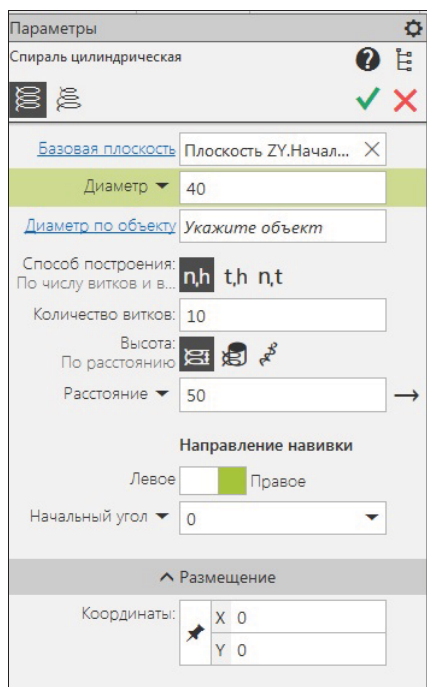 Параметры
Спираль цилиндрическая
Базовая плоскость Плоскость ZY.Начал...
Диаметр 40
Диаметр по объекту Укажите объект
Способ построения: n,h t,h n,t
По числу витков и в...
Количество витков: 10
Высота:
По расстоянию
Расстояние 50
Направление навивки
Левое Правое
Начальный угол 0
Размещение
Координаты: X 0
Y 0